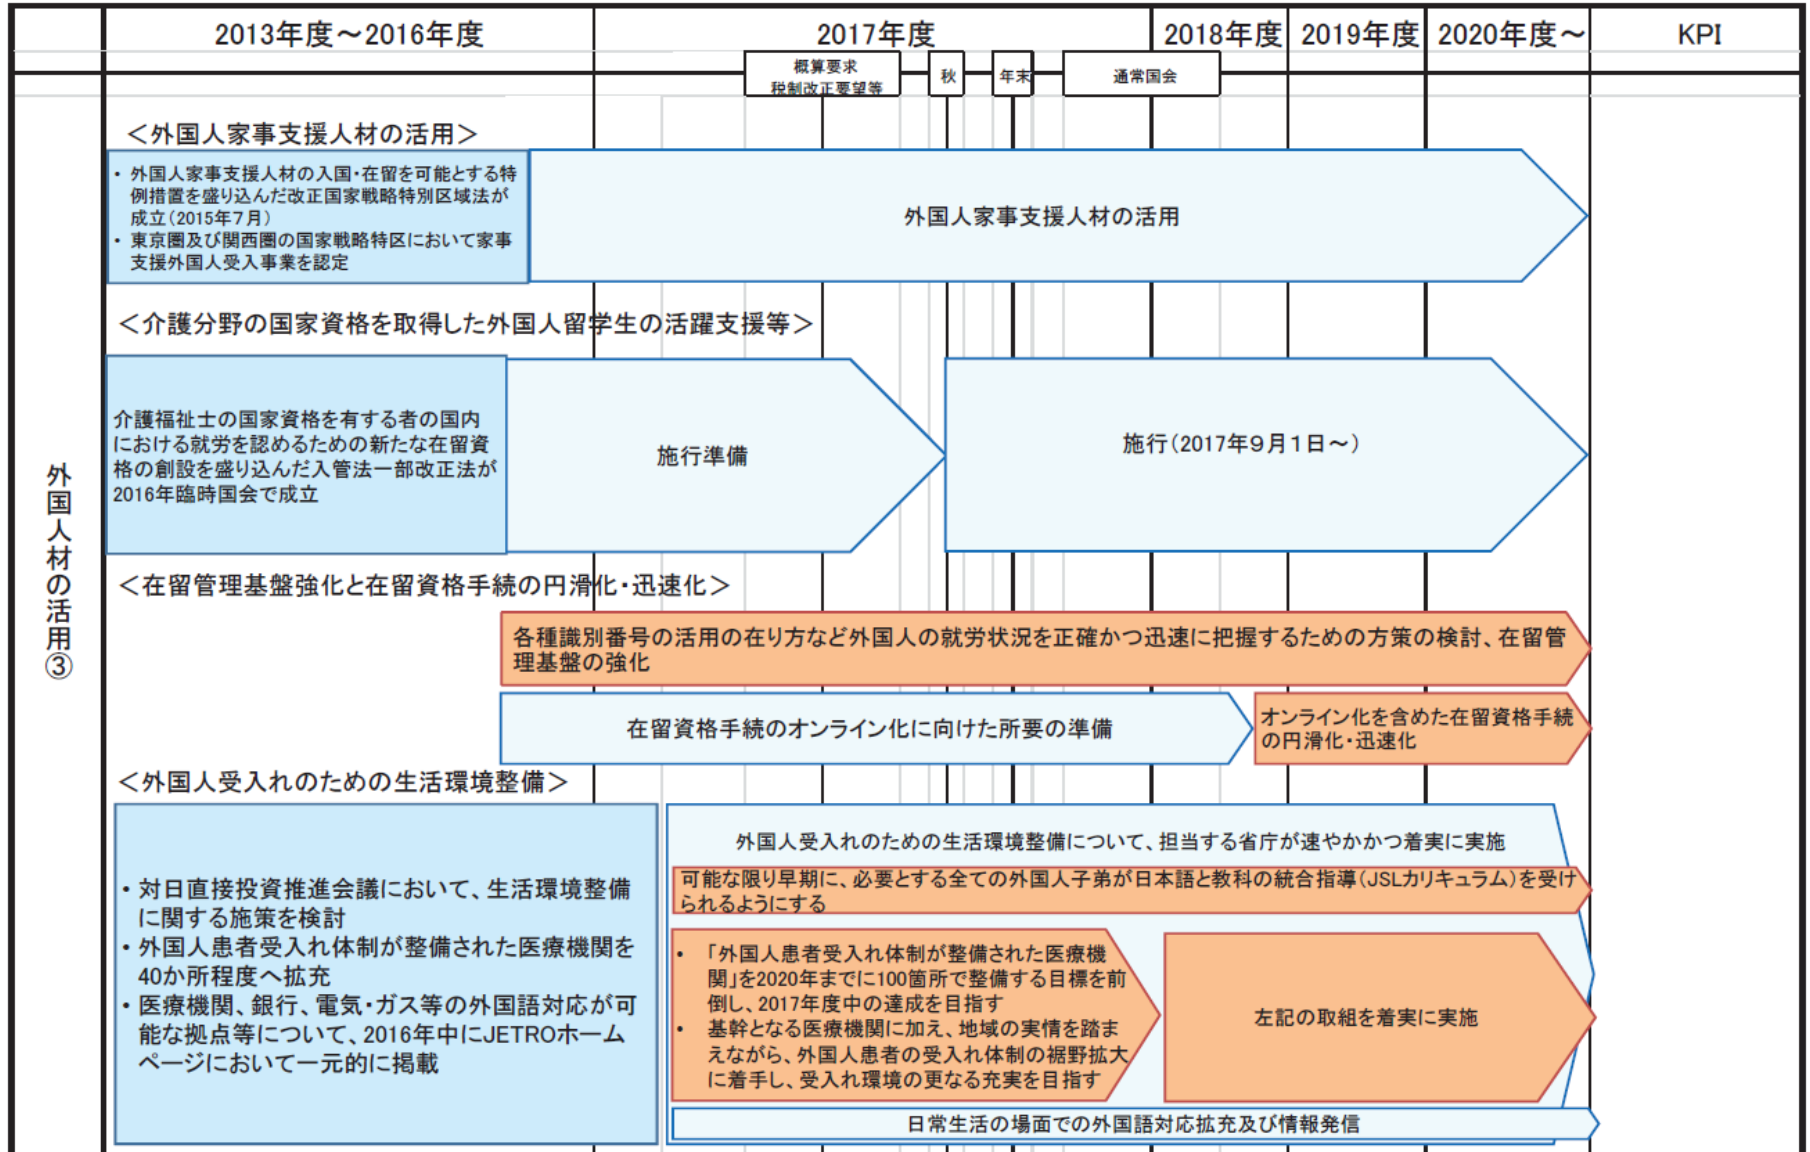 2013年度～2016年度
2017年度
2018年度
2019年度
2020年度～
KPI
概算要求
税制改正要望等
秋
年末
通常国会
外国人材の活用③
＜外国人家事支援人材の活用＞
・外国人家事支援人材の入国・在留を可能とする特
例措置を盛り込んだ改正国家戦略特別区域法が
成立（2015年７月）
・東京圏及び関西圏の国家戦略特区において家事
支援外国人受入事業を認定
外国人家事支援人材の活用
＜介護分野の国家資格を取得した外国人留学生の活躍支援等＞
介護福祉士の国家資格を有する者の国内
における就労を認めるための新たな在留資
格の創設を盛り込んだ入管法一部改正法が
2016年臨時国会で成立
施行準備
施行（2017年９月１日～）
＜在留管理基盤強化と在留資格手続の円滑化・迅速化＞
各種識別番号の活用の在り方など外国人の就労状況を正確かつ迅速に把握するための方策の検討、在留管
理基盤の強化
在留資格手続のオンライン化に向けた所要の準備
オンライン化を含めた在留資格手続
の円滑化・迅速化
＜外国人受入れのための生活環境整備＞
・対日直接投資推進会議において、生活環境整備
に関する施策を検討
・外国人患者受入れ体制が整備された医療機関を
40か所程度へ拡充
・医療機関、銀行、電気・ガス等の外国語対応が可
能な拠点等について、2016年中にJETROホーム
ページにおいて一元的に掲載
外国人受入れのための生活環境整備について、担当する省庁が速やかかつ着実に実施
可能な限り早期に、必要とする全ての外国人子弟が日本語と教科の統合指導（JSLカリキュラム）を受け
られるようにする
・「外国人患者受入れ体制が整備された医療機
関」を2020年までに100箇所で整備する目標を前
倒し、2017年度中の達成を目指す
・基幹となる医療機関に加え、地域の実情を踏ま
えながら、外国人患者の受入れ体制の裾野拡大
に着手し、受入れ環境の更なる充実を目指す
左記の取組を着実に実施
日常生活の場面での外国語対応拡充及び情報発信